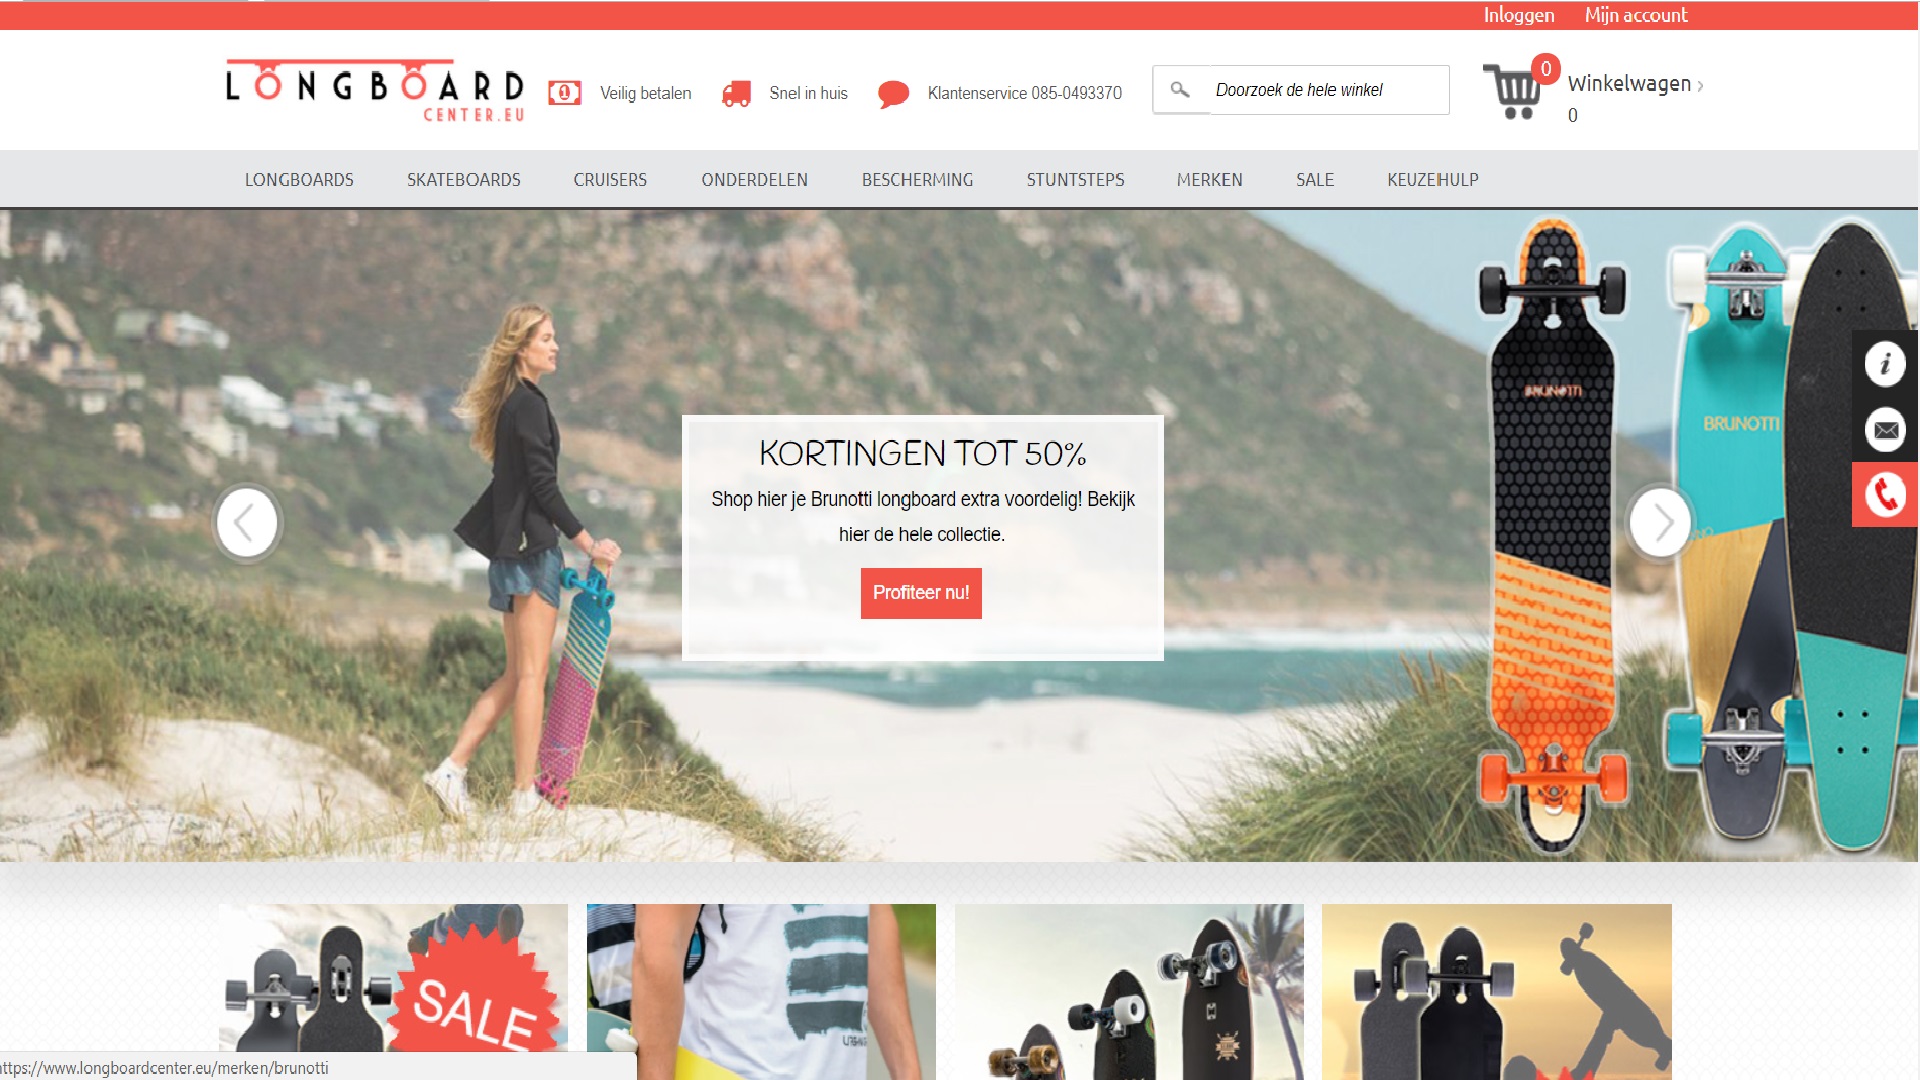 Inloggen Mijn account
LONGBOARD
CENTER.EU
1 Veilig betalen
Snel in huis
Klantenservice 085-0493370
Doorzoek de hele winkel
0
Winkelwagen ›
0
LONGBOARDS SKATEBOARDS CRUISERS ONDERDELEN BESCHERMING STUNTSTEPS MERKEN SALE KEUZEHULP
BRUNOTTI
BRUNOTTI
i
KORTINGEN TOT 50%
Shop hier je Brunotti longboard extra voordelig! Bekijk
hier de hele collectie.
Profiteer nu!
SALE
ttps://www.longboardcenter.eu/merken/brunotti